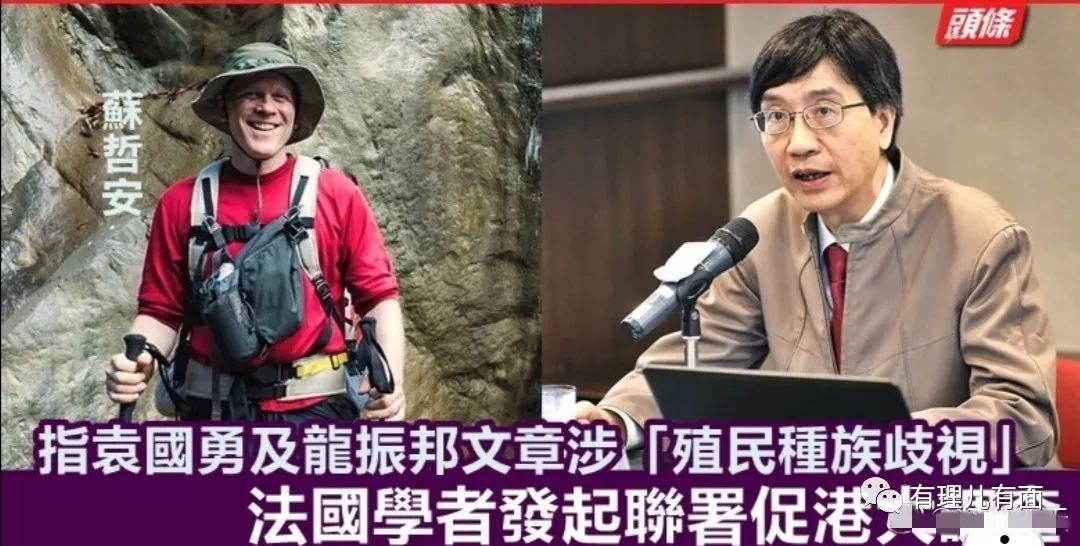 頭條
蘇哲安
指袁國勇及龍振邦文章涉「殖民種族歧視」
法國學者發起聯署促港大
有理儿有面